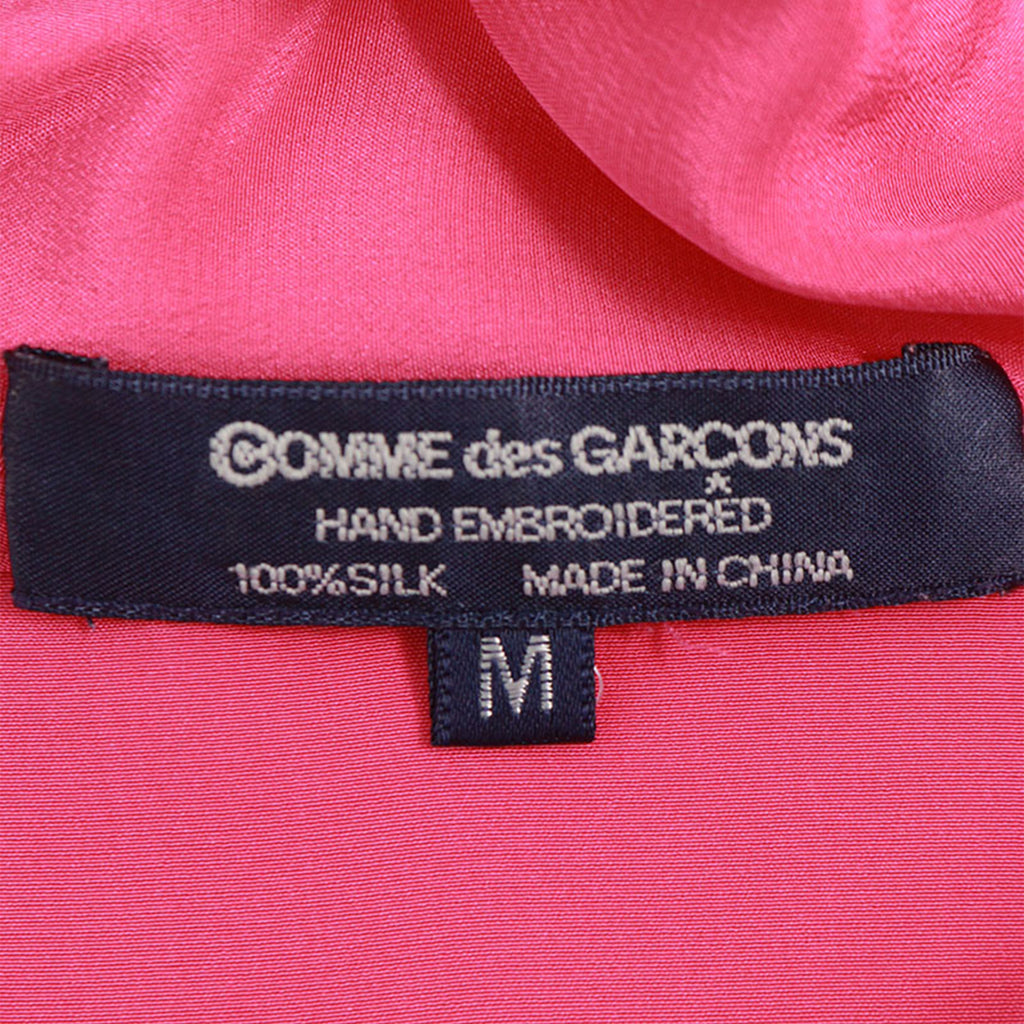 COMME des GARÇONS
*
HAND EMBROIDERED
100%SILK MADE IN CHINA
M